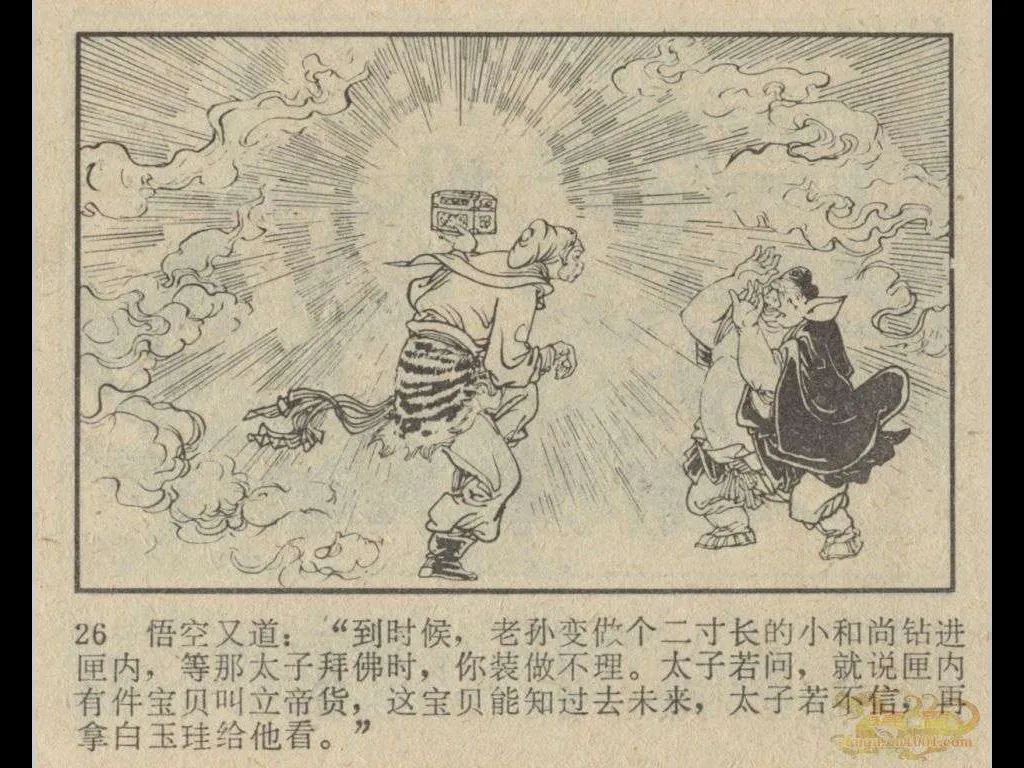 26 悟空又道：“到时候，老孙变做个二寸长的小和尚钻进
匣内，等那太子拜佛时，你装做不理。太子若问，就说匣内
有件宝贝叫立帝货，这宝贝能知过去未来，太子若不信，再
拿白玉珪给他看。”